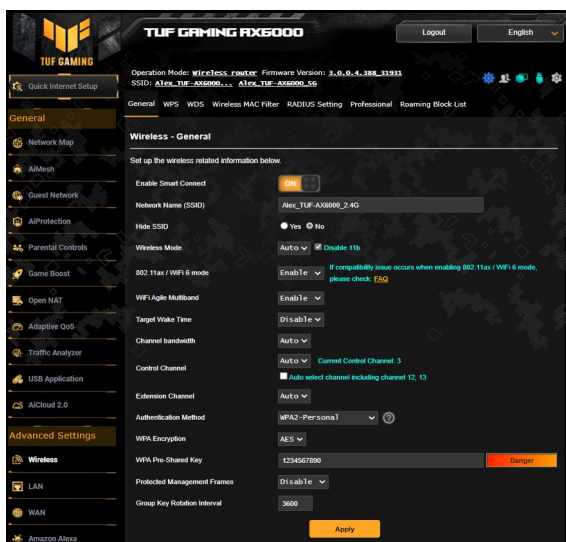 TUF GAMING
TUF GAMING AX6000
Logout
English
Quick Internet Setup
Operation Mode: Wireless router Firmware Version: 3.0.0.4.388_31931
SSID: Alex_TUF-AX6000... Alex_TUF-AX6000_5G
General WPS WDS Wireless MAC Filter RADIUS Setting Professional Roaming Block List
General
Network Map
AiMesh
Guest Network
AiProtection
Parental Controls
Game Boost
Open NAT
Adaptive QoS
Traffic Analyzer
USB Application
AiCloud 2.0
Advanced Settings
Wireless
LAN
WAN
Amazon Alexa
Wireless - General
Set up the wireless related information below.
Enable Smart Connect ON
Network Name (SSID) Alex_TUF-AX6000_2.4G
Hide SSID Yes No
Wireless Mode Auto Disable 11b
802.11ax / WiFi 6 mode Enable If compatibility issue occurs when enabling 802.11ax / WiFi 6 mode,
please check: FAQ
WiFi Agile Multiband Enable
Target Wake Time Disable
Channel bandwidth Auto
Control Channel Auto Current Control Channel: 3
Auto select channel including channel 12, 13
Extension Channel Auto
Authentication Method WPA2-Personal ?
WPA Encryption AES
WPA Pre-Shared Key 1234567890 Danger
Protected Management Frames Disable
Group Key Rotation Interval 3600
Apply